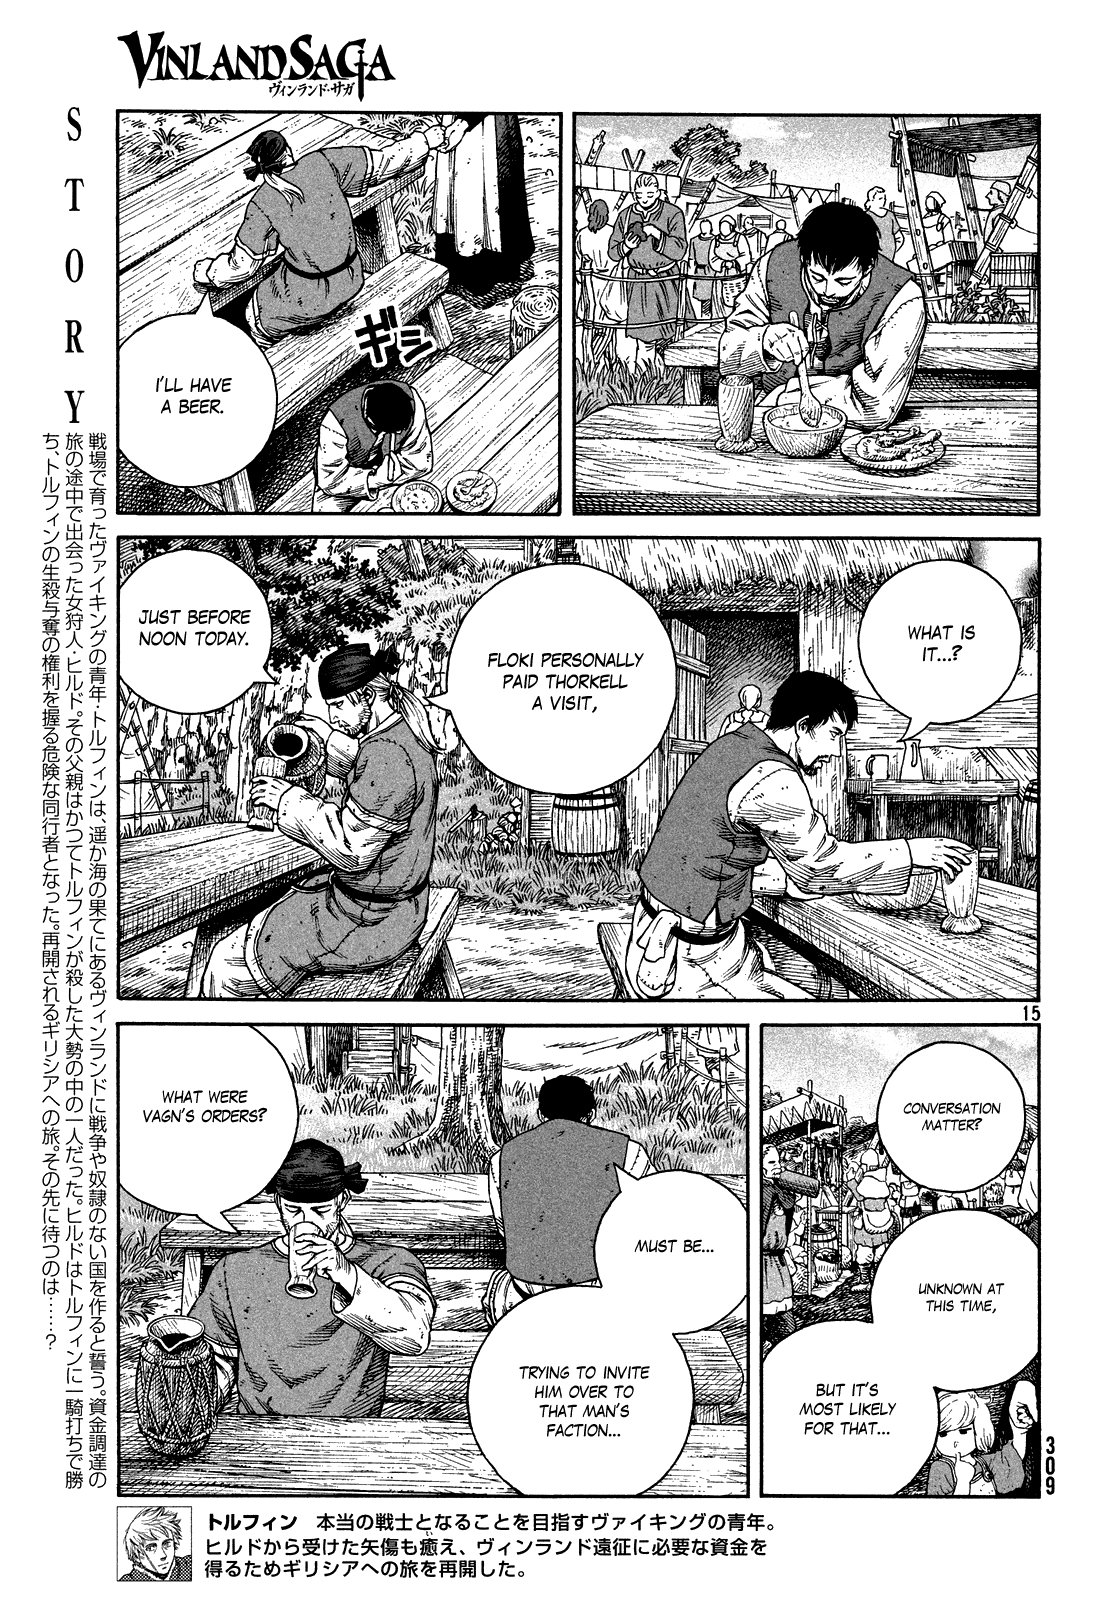 VINLAND SAGA
ヴィンランド・サガ
STORY
戦場で育ったヴァイキングの青年・トルフィンは、遥か海の果てにあるヴィンランドに戦争や奴隷のない国を作ると誓う。資金調達の
旅の途中で出会った女狩人・ヒルド。その父親はかつてトルフィンが殺した大勢の中の一人だった。ヒルドはトルフィンに一騎打ちで勝
ち、トルフィンの生殺与奪の権利を握る危険な同行者となった。再開されるギリシアへの旅。その先に待つのは……?
I'LL HAVE
A BEER.
ギシ
JUST BEFORE
NOON TODAY.
FLOKI PERSONALLY
PAID THORKELL
A VISIT,
WHAT IS
IT...?
15
WHAT WERE
VAGN'S ORDERS?
MUST BE...
TRYING TO INVITE
HIM OVER TO
THAT MAN'S
FACTION...
CONVERSATION
MATTER?
UNKNOWN AT
THIS TIME,
BUT IT'S
MOST LIKELY
FOR THAT...
309
トルフィン 本当の戦士となることを目指すヴァイキングの青年。
ヒルドから受けた矢傷も癒え、ヴィンランド遠征に必要な資金を
得るためギリシアへの旅を再開した。